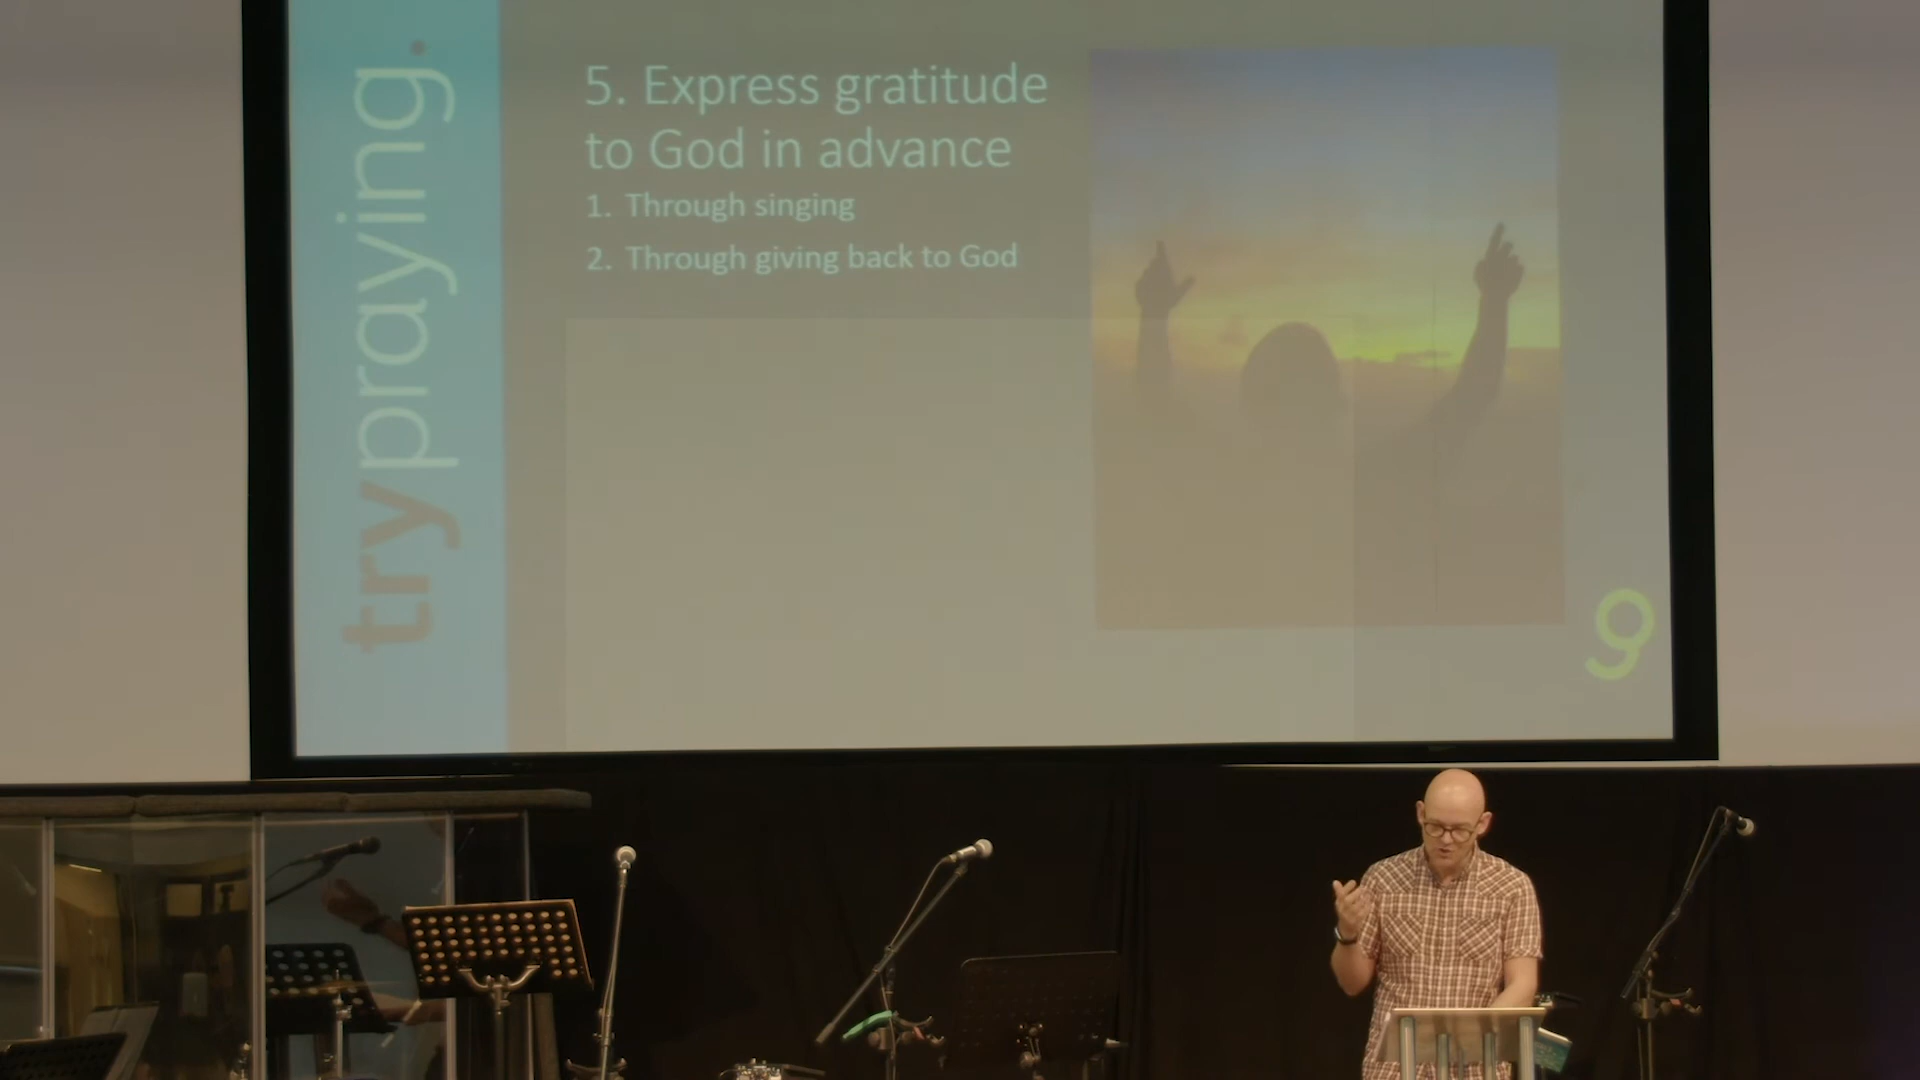 trypraying.
5. Express gratitude
to God in advance
1. Through singing
2. Through giving back to God